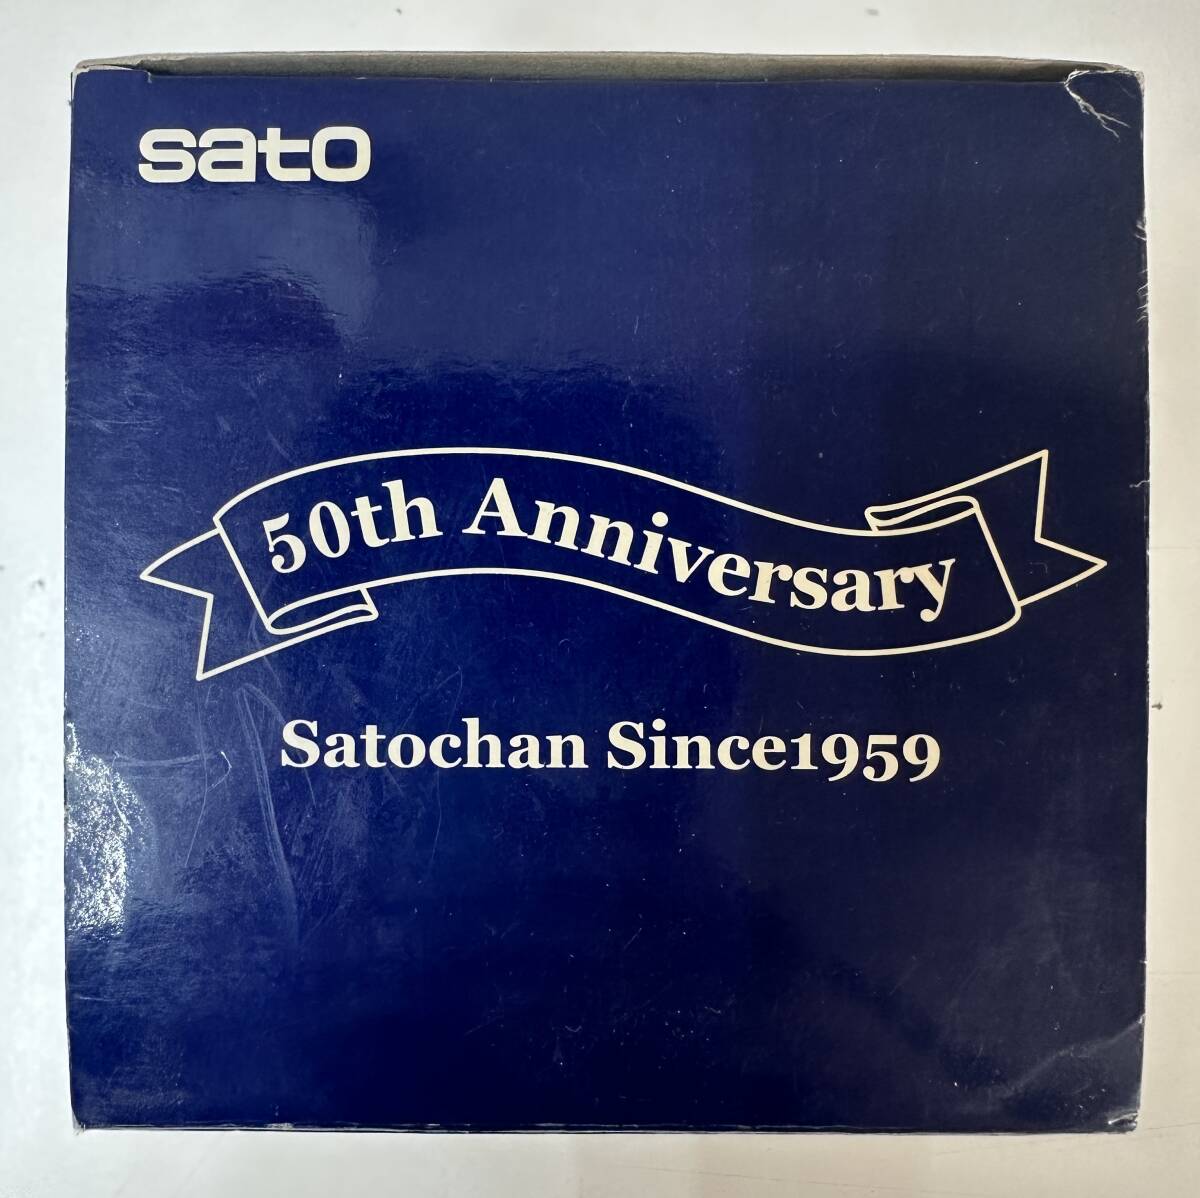 sato
50th Anniversary
Satochan Since1959